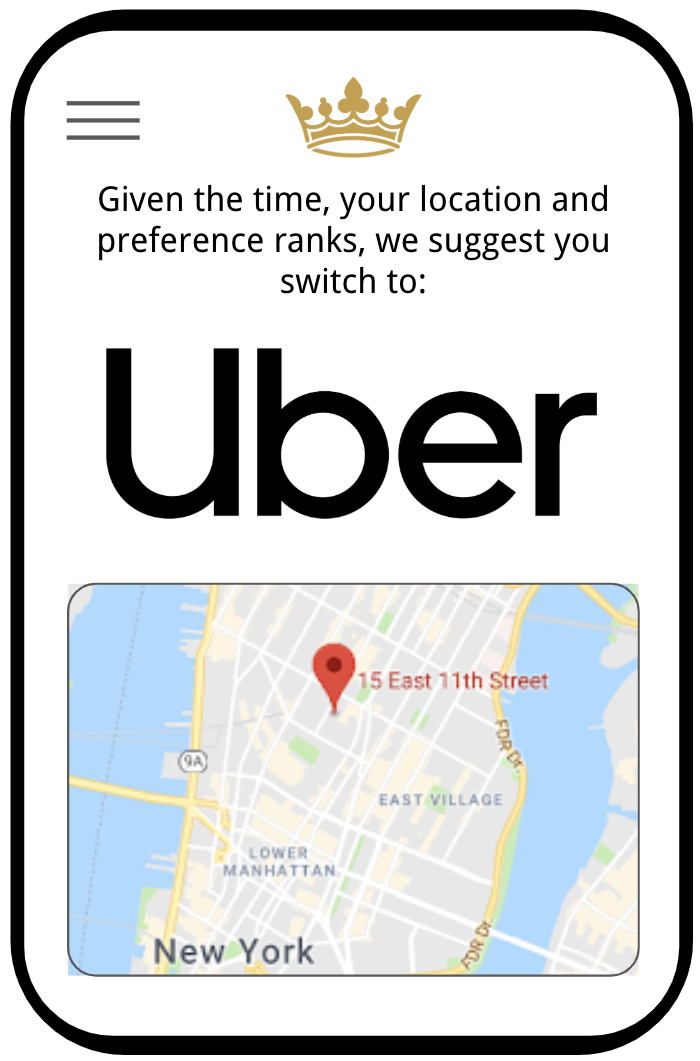 Given the time, your location and
preference ranks, we suggest you
switch to:
Uber
15 East 11th Street
FDR Dr
9A
EAST VILLAGE
LOWER
MANHATTAN
FDR Dr
New York